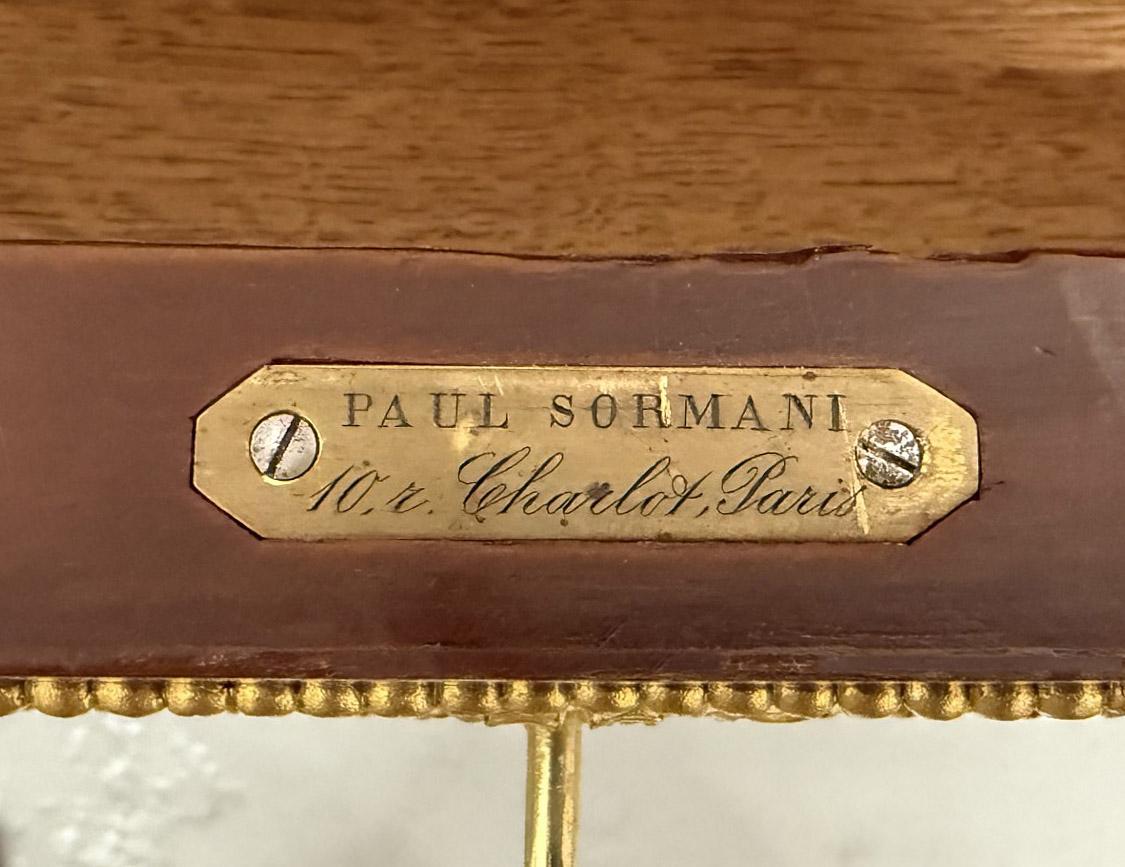 PAUL SORMANI
10, r. Charlot, Paris